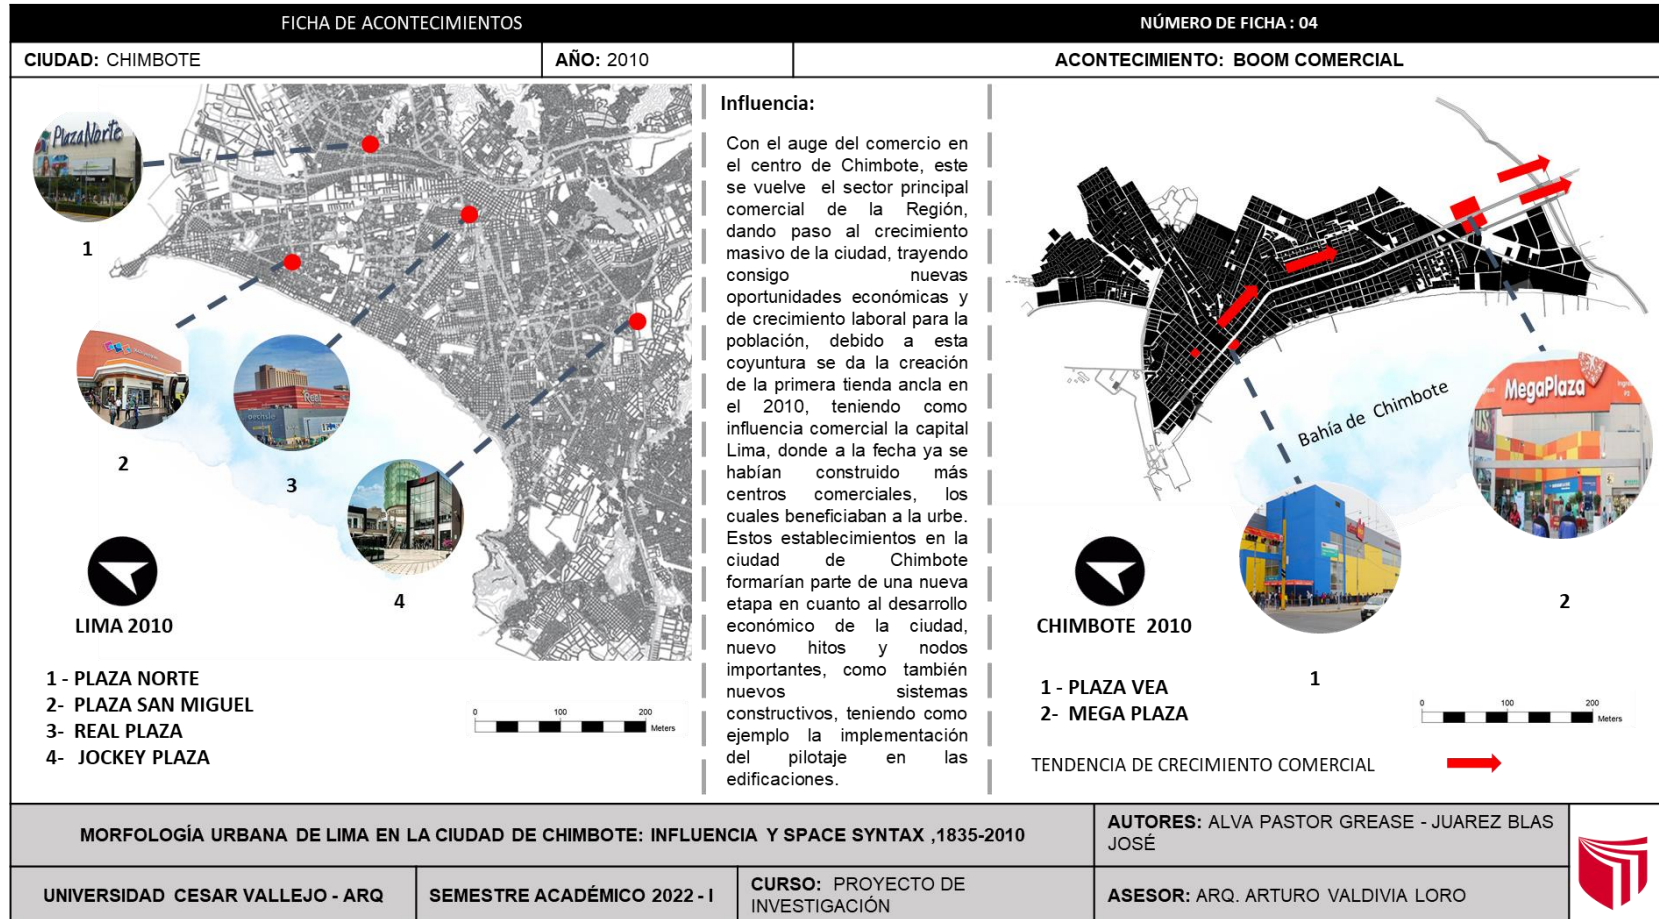 FICHA DE ACONTECIMIENTOS
NÚMERO DE FICHA : 04
CIUDAD: CHIMBOTE
AÑO: 2010
ACONTECIMIENTO: BOOM COMERCIAL
PlazaNorte
1
2
Real
3
4
LIMA 2010
1 - PLAZA NORTE
2- PLAZA SAN MIGUEL
3- REAL PLAZA
4- JOCKEY PLAZA
0 100 200
Meters
Influencia:
Con el auge del comercio en
el centro de Chimbote, este
se vuelve el sector principal
comercial de la Región,
dando paso al crecimiento
masivo de la ciudad, trayendo
consigo nuevas
oportunidades económicas y
de crecimiento laboral para la
población, debido a esta
coyuntura se da la creación
de la primera tienda ancla en
el 2010, teniendo como
influencia comercial la capital
Lima, donde a la fecha ya se
habían construido más
centros comerciales, los
cuales beneficiaban a la urbe.
Estos establecimientos en la
ciudad de Chimbote
formarían parte de una nueva
etapa en cuanto al desarrollo
económico de la ciudad,
nuevo hitos y nodos
importantes, como también
nuevos sistemas
constructivos, teniendo como
ejemplo la implementación
del pilotaje en las
edificaciones.
Bahía de Chimbote
MegaPlaza
2
1
CHIMBOTE 2010
1 - PLAZA VEA
2- MEGA PLAZA
0 100 200
Meters
TENDENCIA DE CRECIMIENTO COMERCIAL
MORFOLOGÍA URBANA DE LIMA EN LA CIUDAD DE CHIMBOTE: INFLUENCIA Y SPACE SYNTAX ,1835-2010
AUTORES: ALVA PASTOR GREASE - JUAREZ BLAS
JOSÉ
UNIVERSIDAD CESAR VALLEJO - ARQ
SEMESTRE ACADÉMICO 2022 - I
CURSO: PROYECTO DE
INVESTIGACIÓN
ASESOR: ARQ. ARTURO VALDIVIA LORO